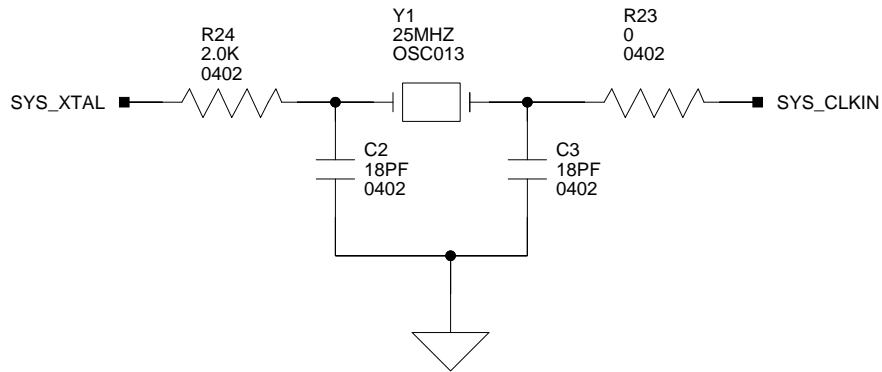 R24
2.0K
0402
Y1
25MHZ
OSC013
R23
0
0402
SYS_XTAL
SYS_CLKIN
C2
18PF
0402
C3
18PF
0402